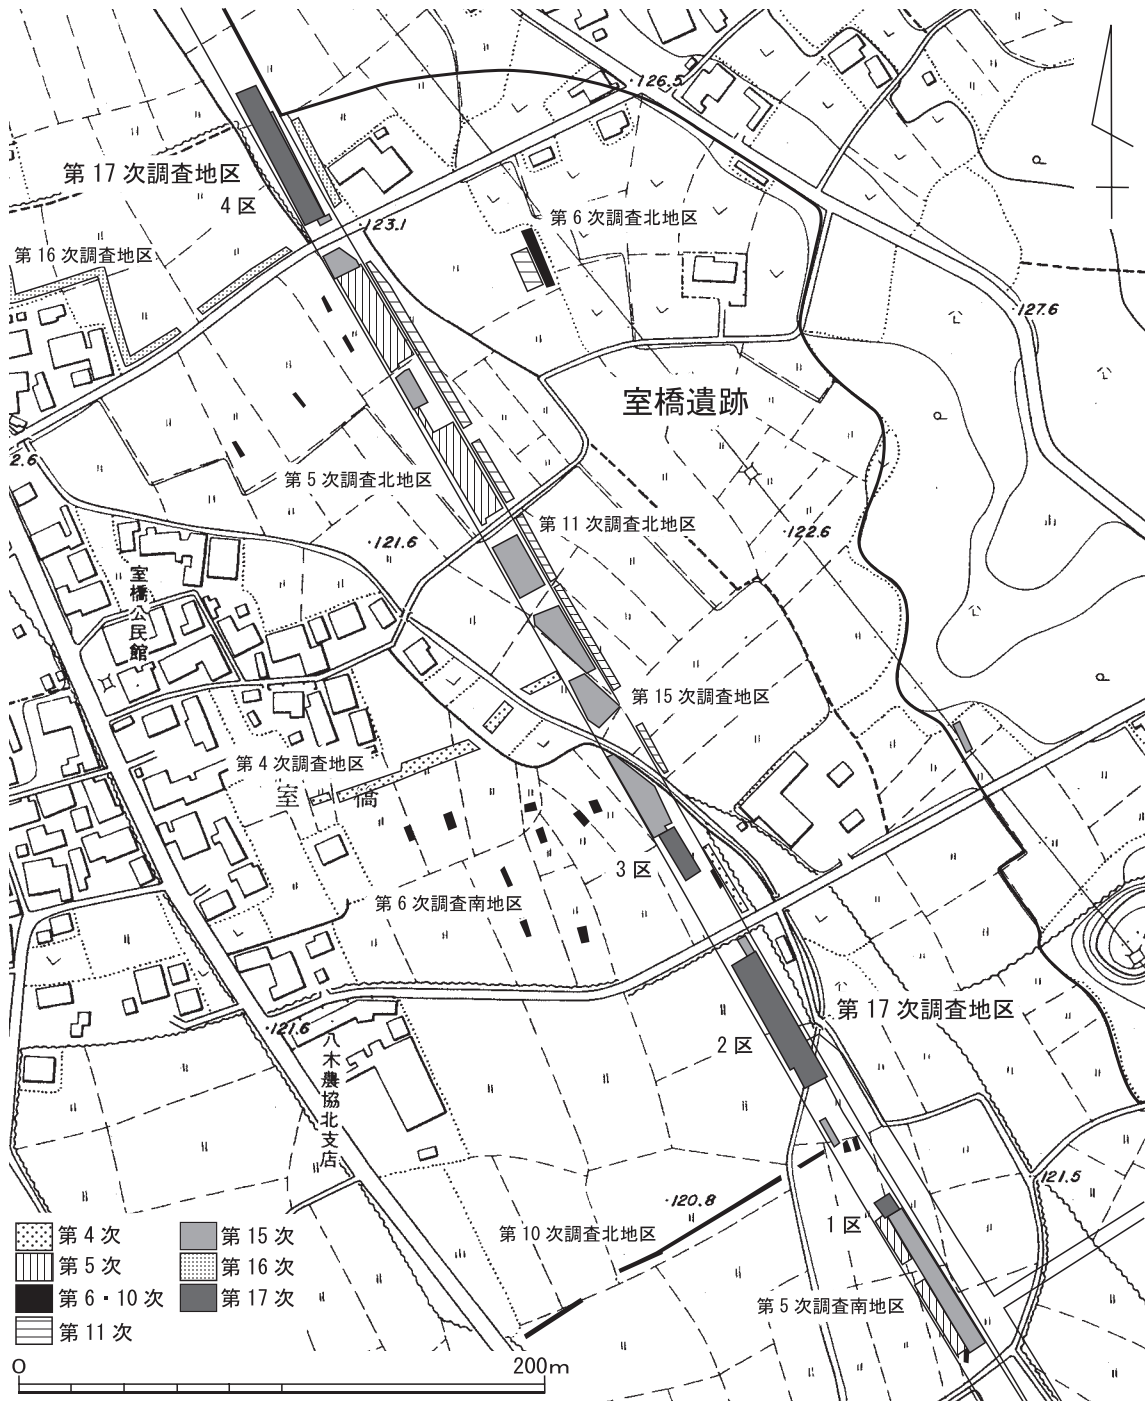 126.5
第17次調査地区
4区
123.1
第6次調査北地区
第16次調査地区
127.6
室橋遺跡
第5次調査北地区
第11次調査北地区
122.6
121.6
室橋公民館
第15次調査地区
第4次調査地区
室橋
3区
第6次調査南地区
第17次調査地区
2区
121.6
八木農協北支店
121.5
120.8
1区
第10次調査北地区
第5次調査南地区
第4次
第5次
第6・10次
第11次
第15次
第16次
第17次
0 200m